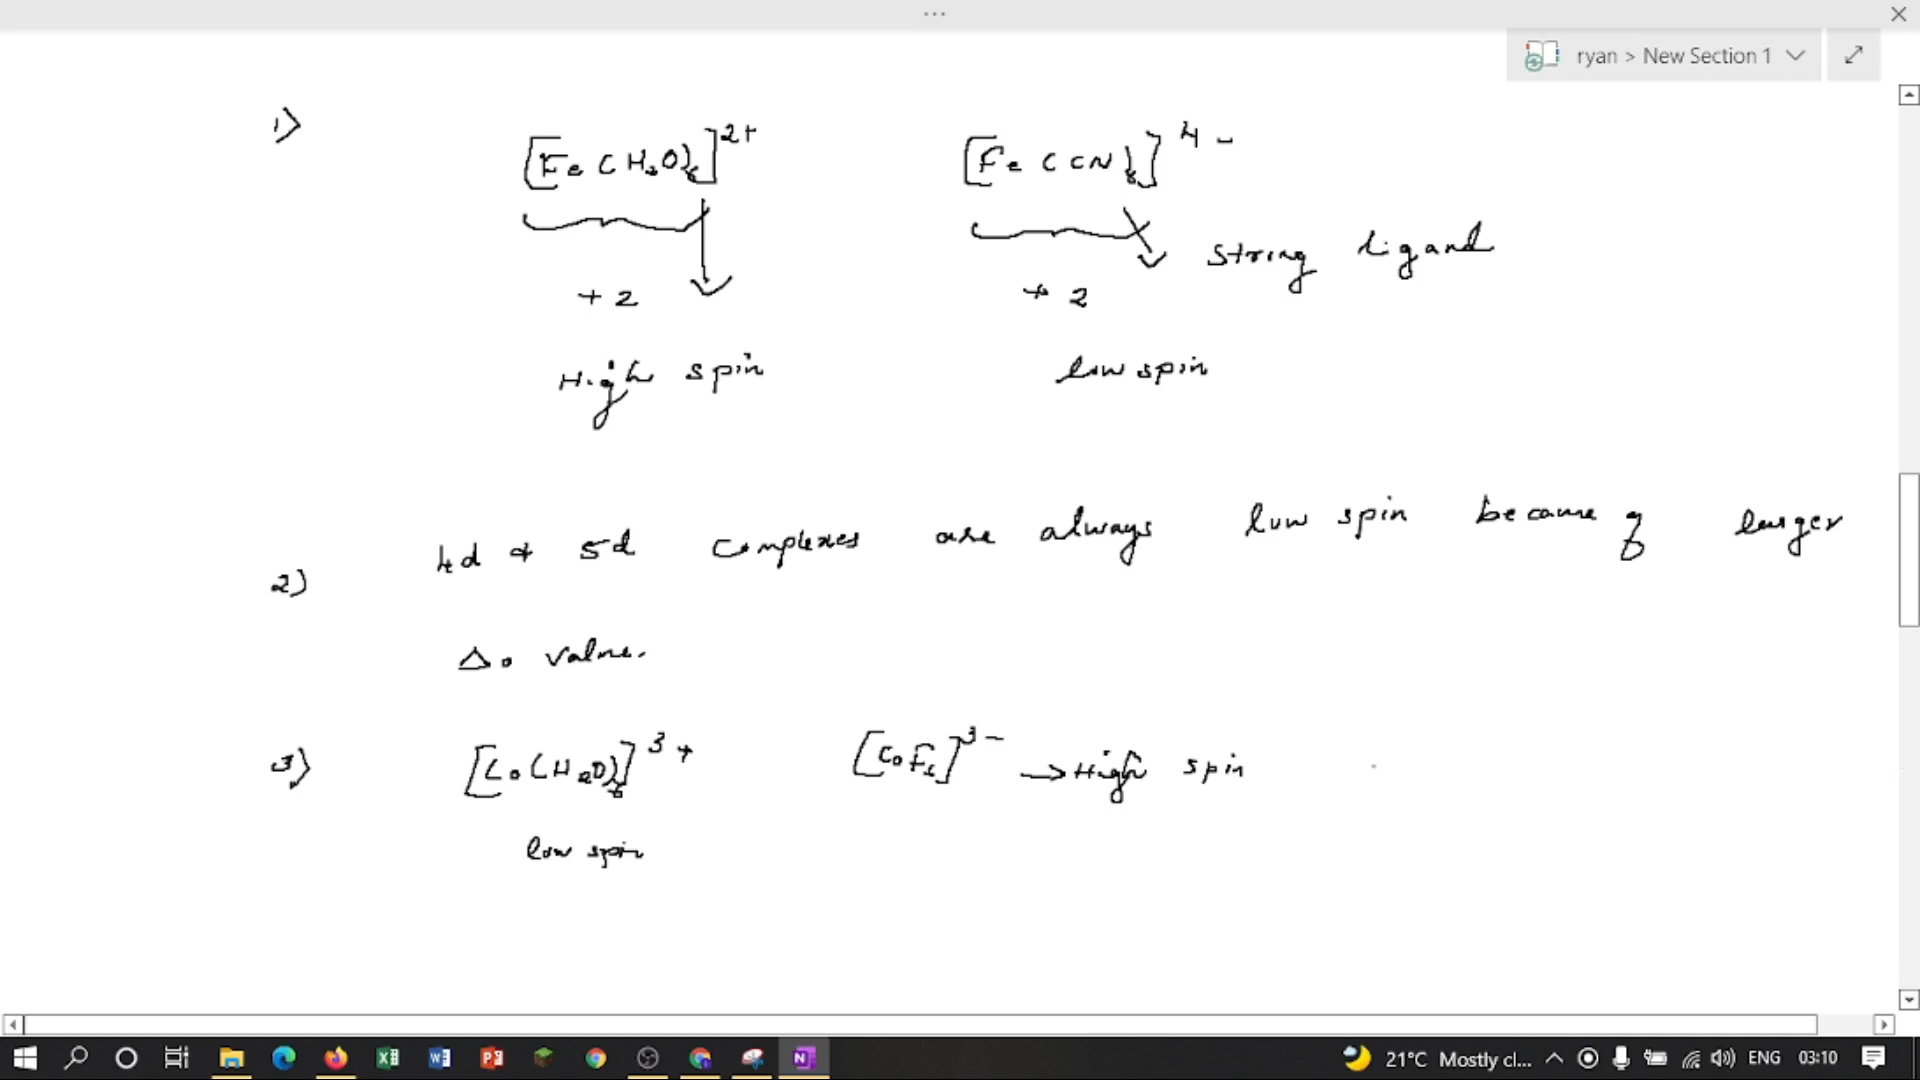 ...
ryan > New Section 1
1)
[Fe(H₂O)₆]²⁺ [Fe(CN)₆]⁴⁻
string ligand
+2 +2
High spin low spin
2) 4d & 5d complexes are always low spin because of larger
Δo value.
3) [Co(H₂O)₆]³⁺ [CoF₆]³⁻ → High spin
low spin
21°C Mostly cl... ENG 03:10